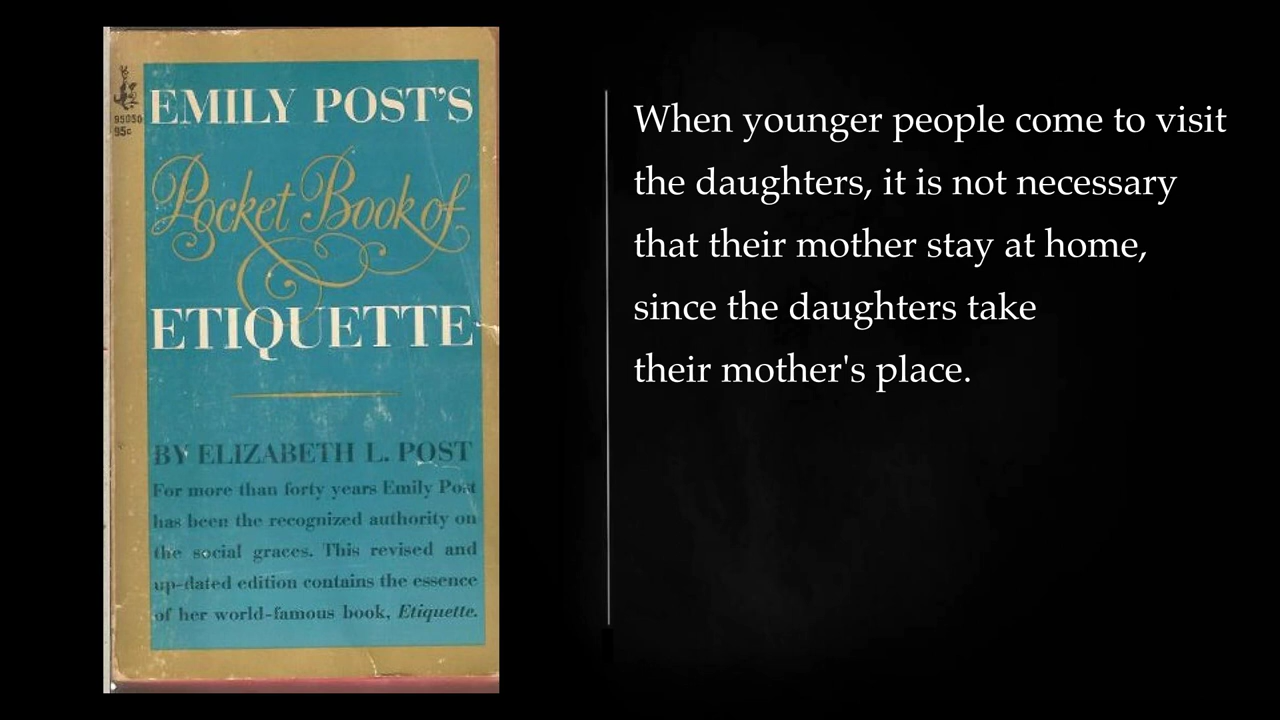 95050
95c
EMILY POST'S
Pocket Book of
ETIQUETTE
BY ELIZABETH L. POST
For more than forty years Emily Post
has been the recognized authority on
the social graces. This revised and
up-dated edition contains the essence
of her world-famous book, Etiquette.
When younger people come to visit
the daughters, it is not necessary
that their mother stay at home,
since the daughters take
their mother's place.